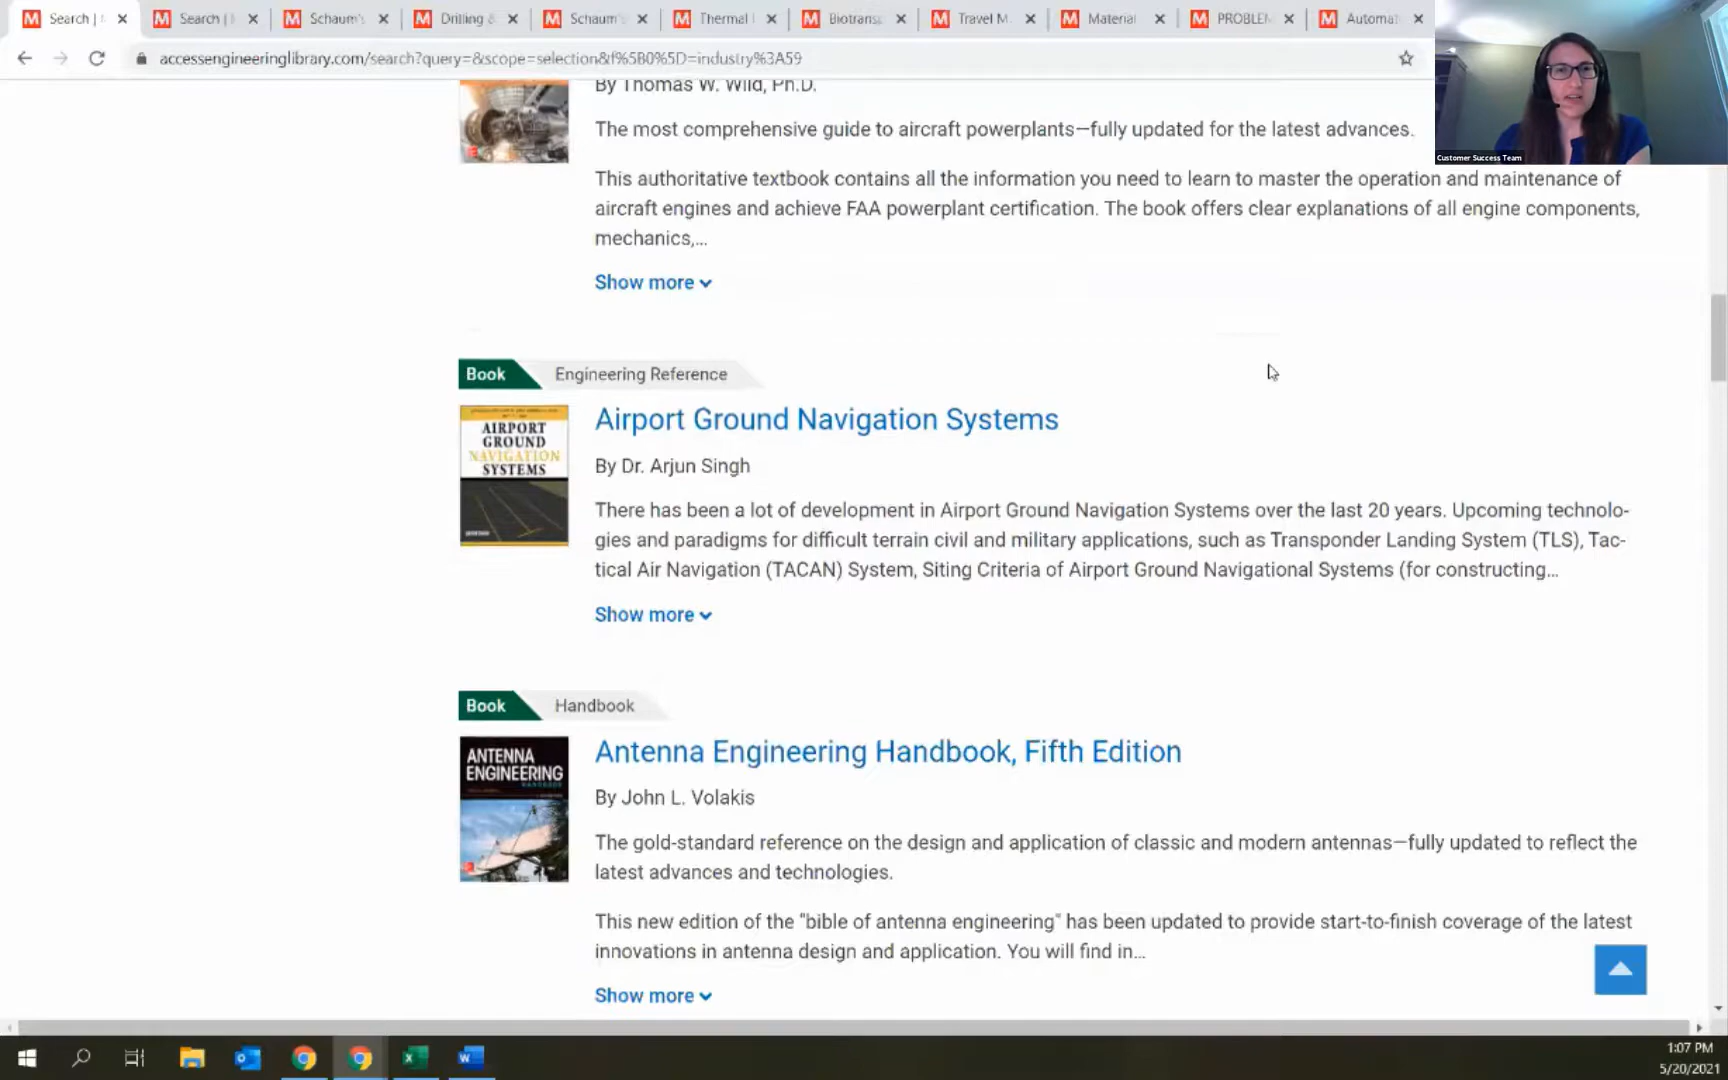 Search | M
Search | M
Schaum's
Drilling &
Schaum's
Thermal
Biotrans
Travel M
Material
PROBLEM
Automat
accessengineeringlibrary.com/search?query=&scope=selection&f%5B0%5D=industry%3A59
Customer Success Team
By Thomas W. Wild, Ph.D.
The most comprehensive guide to aircraft powerplants—fully updated for the latest advances.
This authoritative textbook contains all the information you need to learn to master the operation and maintenance of
aircraft engines and achieve FAA powerplant certification. The book offers clear explanations of all engine components,
mechanics,...
Show more
Book Engineering Reference
AIRPORT
GROUND
NAVIGATION
SYSTEMS
Airport Ground Navigation Systems
By Dr. Arjun Singh
There has been a lot of development in Airport Ground Navigation Systems over the last 20 years. Upcoming technolo-
gies and paradigms for difficult terrain civil and military applications, such as Transponder Landing System (TLS), Tac-
tical Air Navigation (TACAN) System, Siting Criteria of Airport Ground Navigational Systems (for constructing...
Show more
Book Handbook
ANTENNA
ENGINEERING
HANDBOOK
Antenna Engineering Handbook, Fifth Edition
By John L. Volakis
The gold-standard reference on the design and application of classic and modern antennas—fully updated to reflect the
latest advances and technologies.
This new edition of the "bible of antenna engineering" has been updated to provide start-to-finish coverage of the latest
innovations in antenna design and application. You will find in...
Show more
1:07 PM
5/20/2021